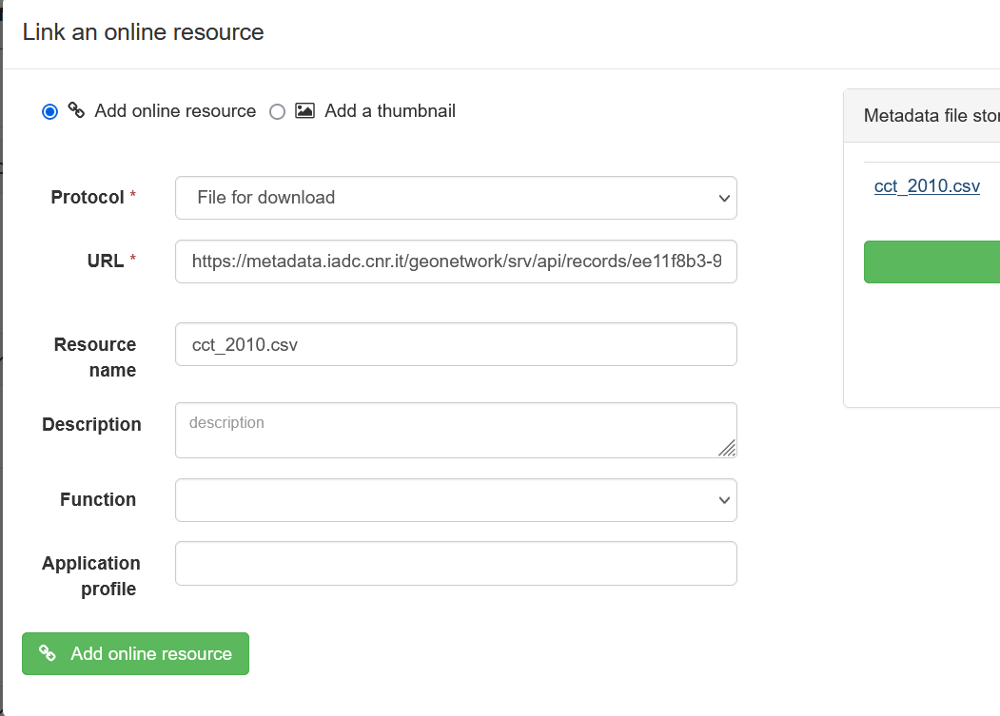 Link an online resource
Add online resource Add a thumbnail
Protocol * File for download
URL * https://metadata.iadc.cnr.it/geonetwork/srv/api/records/ee11f8b3-9
Resource name cct_2010.csv
Description description
Function
Application profile
Add online resource
Metadata file stor
cct_2010.csv